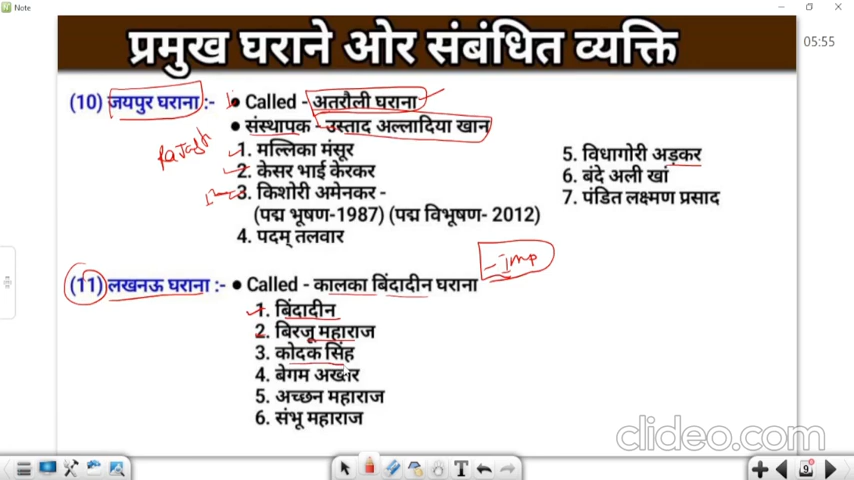 Note
05:55
प्रमुख घराने ओर संबंधित व्यक्ति
(10) जयपुर घराना :- • Called - अतरौली घराना
• संस्थापक - उस्ताद अल्लादिया खान
1. मल्लिका मंसूर
2. केसर भाई केरकर
3. किशोरी अमेनकर -
(पद्म भूषण-1987) (पद्म विभूषण- 2012)
4. पदम् तलवार
5. विधागोरी अड़कर
6. बंदे अली खां
7. पंडित लक्ष्मण प्रसाद
imp
(11) लखनऊ घराना :- • Called - कालका बिंदादीन घराना
1. बिंदादीन
2. बिरजू महाराज
3. कोदक सिंह
4. बेगम अख्तर
5. अच्छन महाराज
6. संभू महाराज
clideo.com
9